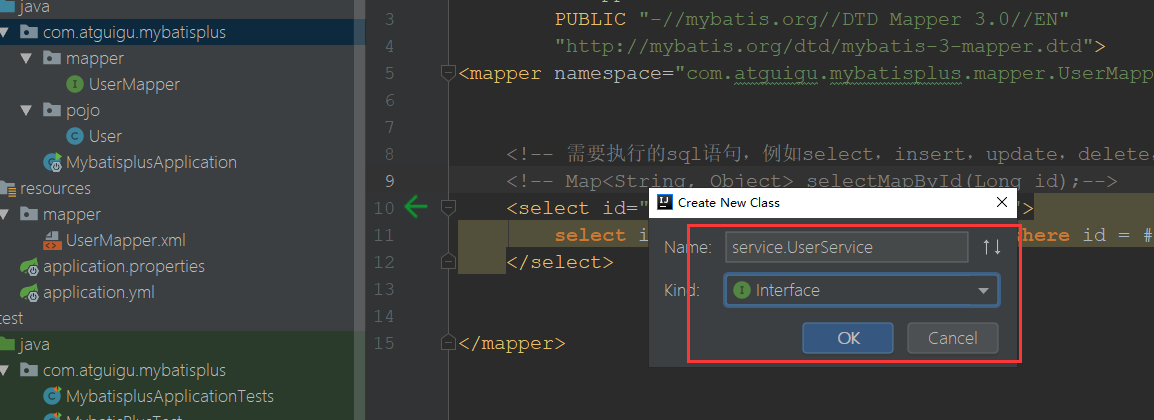 java
com.atguigu.mybatisplus
mapper
UserMapper
pojo
User
MybatisplusApplication
resources
mapper
UserMapper.xml
application.properties
application.yml
test
java
com.atguigu.mybatisplus
MybatisplusApplicationTests
MybatisPlusTest
3 PUBLIC "-//mybatis.org//DTD Mapper 3.0//EN"
4 "http://mybatis.org/dtd/mybatis-3-mapper.dtd">
5 <mapper namespace="com.atguigu.mybatisplus.mapper.UserMapp
6
7
8 <!-- 需要执行的sql语句，例如select，insert，update，delete
9 <!-- Map<String, Object> selectMapById(Long id);-->
10 <select id=" ">
11 select i here id = #
12 </select>
13
14
15 </mapper>
Create New Class
Name: service.UserService
Kind: I Interface
OK Cancel